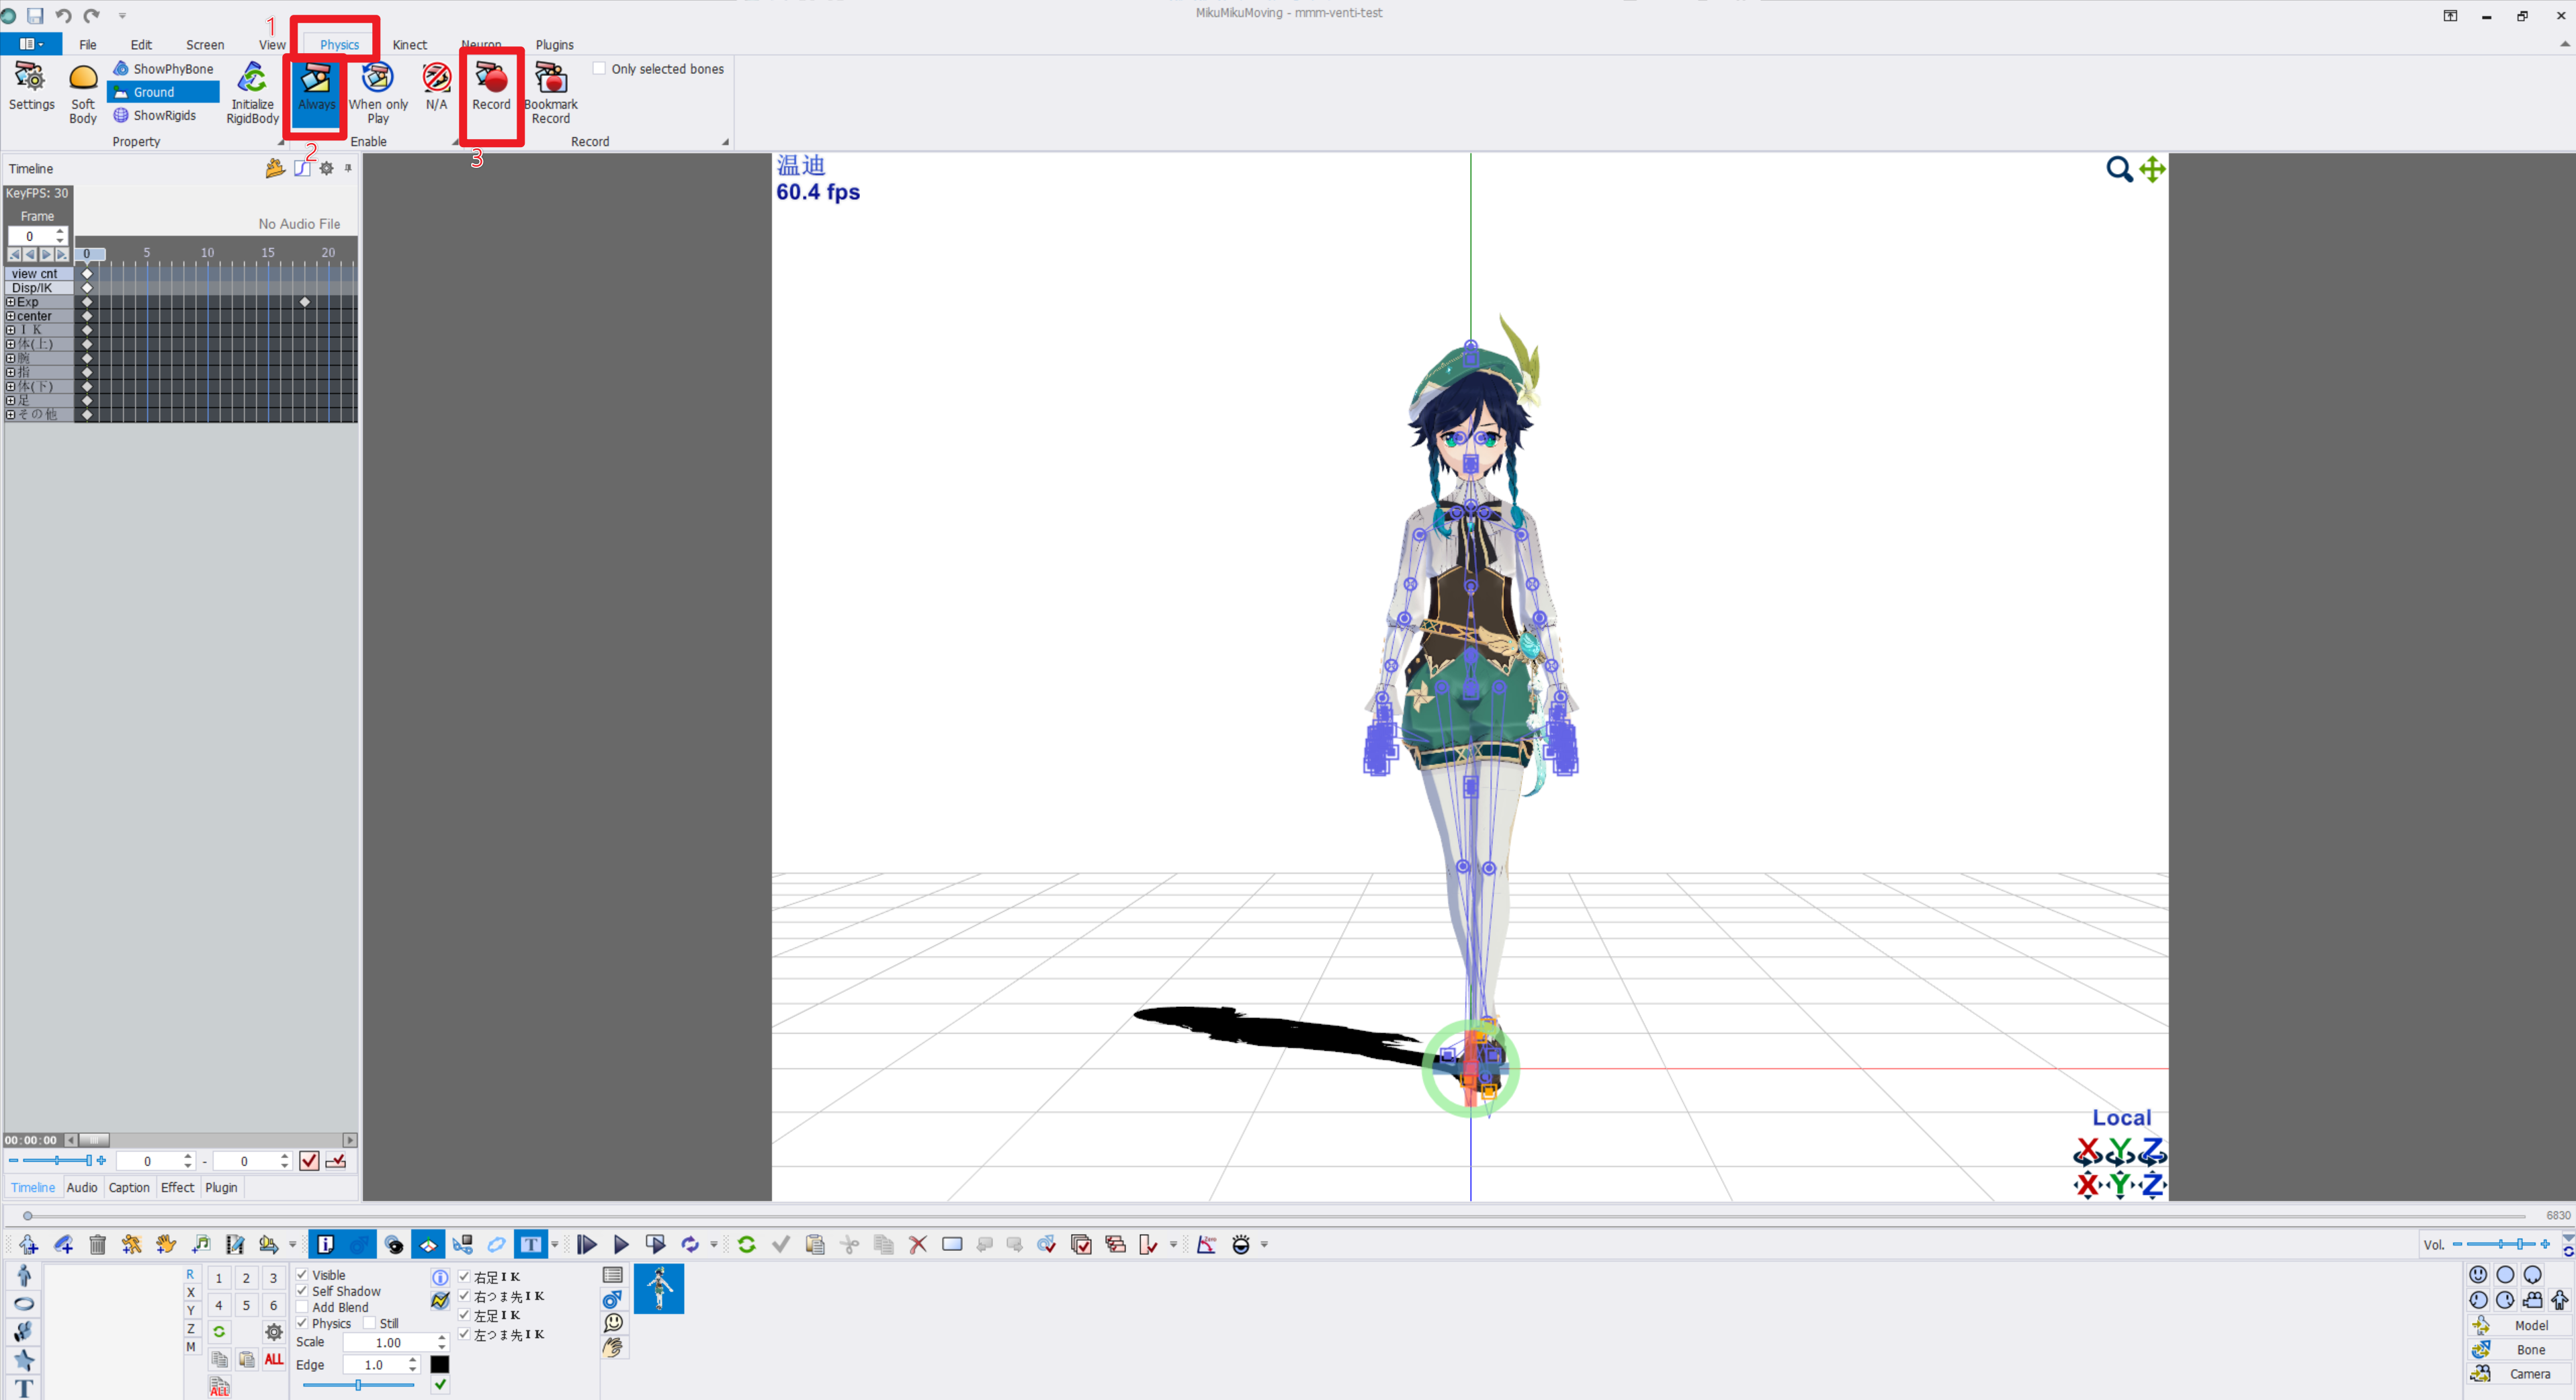 MikuMikuMoving - mmm-venti-test
1
File Edit Screen View Physics Kinect Neuron Plugins
Settings
Soft Body
ShowPhyBone
Ground
ShowRigids
Initialize RigidBody
Always
When only Play
N/A
Record
Bookmark Record
Only selected bones
Property
Enable
Record
2
3
Timeline
KeyFPS: 30
Frame
0
No Audio File
0 5 10 15 20
view cnt
Disp/IK
Exp
center
ＩＫ
体(上)
腕
指
体(下)
足
その他
温迪
60.4 fps
Local
X Y Z
X Y Z
00:00:00
0 - 0
Timeline Audio Caption Effect Plugin
6830
T
Vol.
R
X
Y
Z
M
1 2 3
4 5 6
ALL
ALL
Visible
Self Shadow
Add Blend
Physics Still
Scale 1.00
Edge 1.0
右足ＩＫ
右つま先ＩＫ
左足ＩＫ
左つま先ＩＫ
T
Model
Bone
Camera